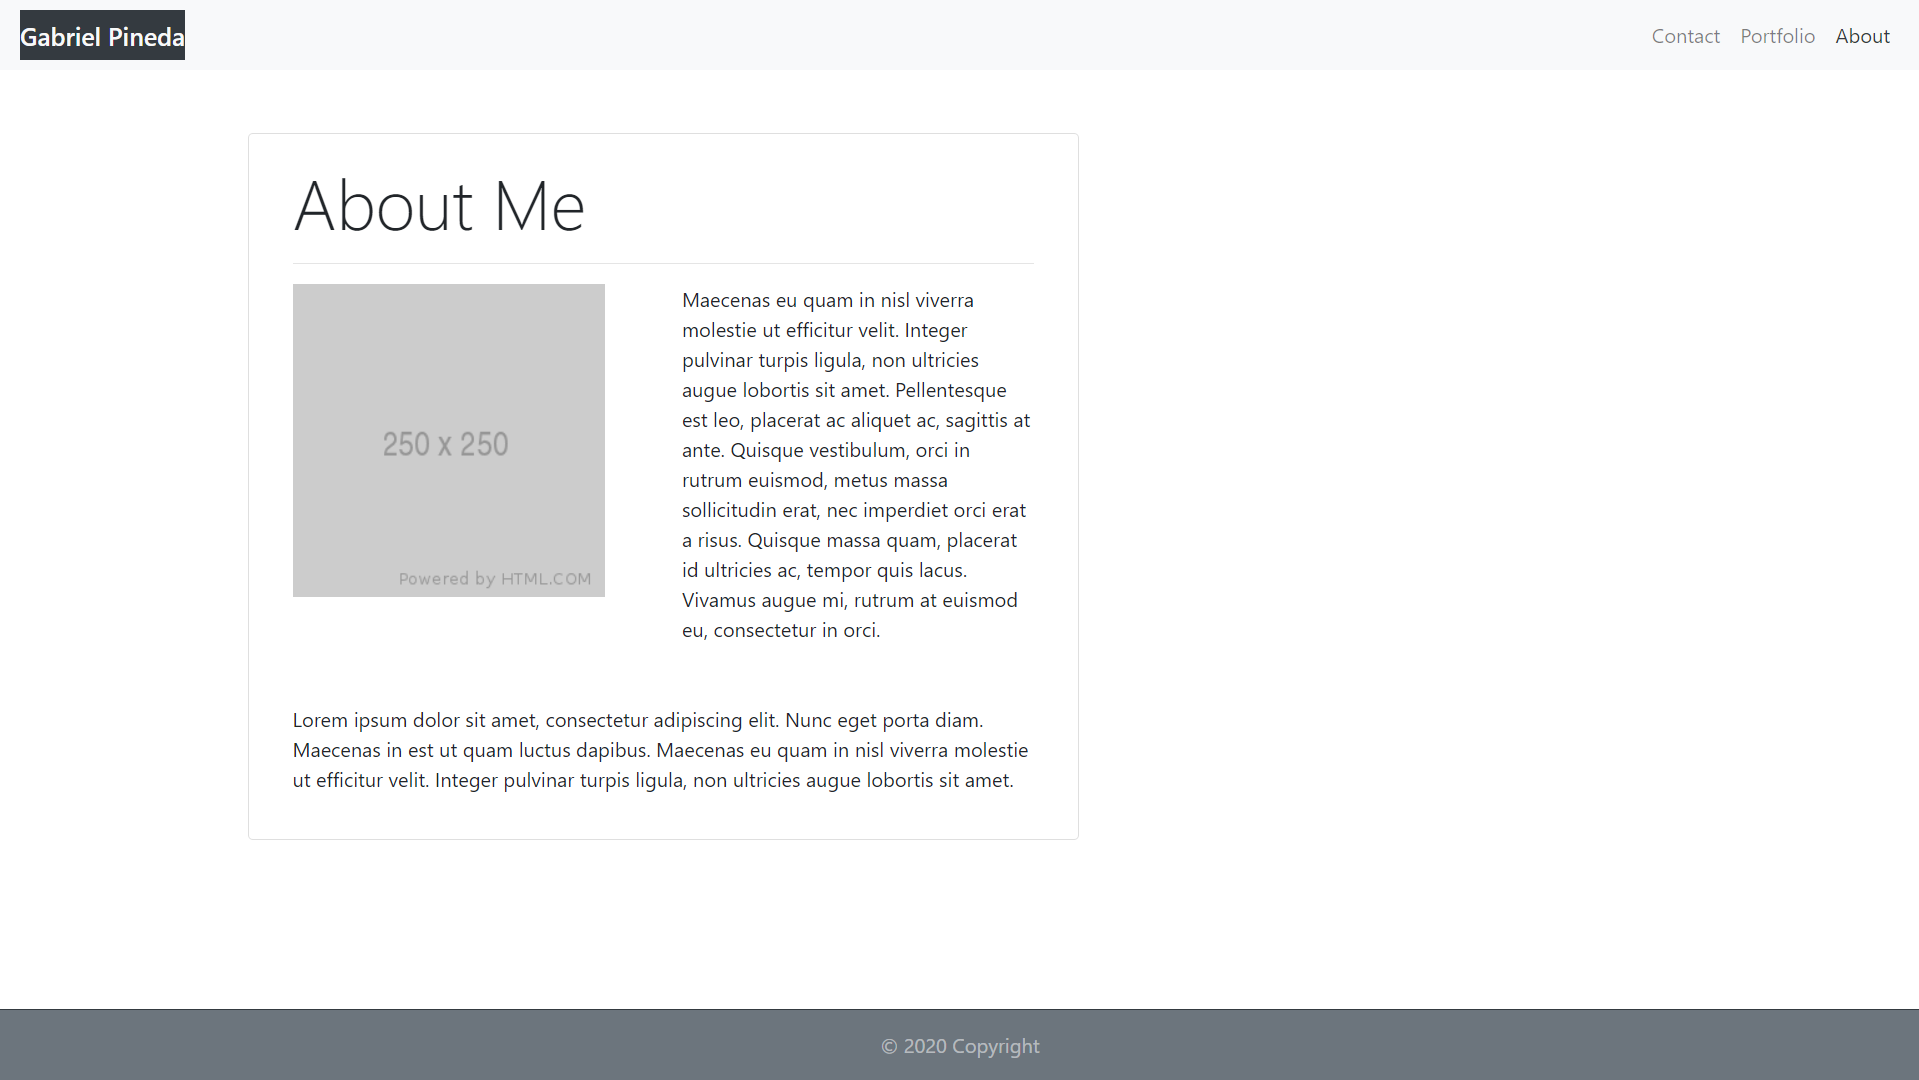 Gabriel Pineda
Contact Portfolio About
About Me
250 x 250
Powered by HTML.COM
Maecenas eu quam in nisl viverra
molestie ut efficitur velit. Integer
pulvinar turpis ligula, non ultricies
augue lobortis sit amet. Pellentesque
est leo, placerat ac aliquet ac, sagittis at
ante. Quisque vestibulum, orci in
rutrum euismod, metus massa
sollicitudin erat, nec imperdiet orci erat
a risus. Quisque massa quam, placerat
id ultricies ac, tempor quis lacus.
Vivamus augue mi, rutrum at euismod
eu, consectetur in orci.
Lorem ipsum dolor sit amet, consectetur adipiscing elit. Nunc eget porta diam.
Maecenas in est ut quam luctus dapibus. Maecenas eu quam in nisl viverra molestie
ut efficitur velit. Integer pulvinar turpis ligula, non ultricies augue lobortis sit amet.
© 2020 Copyright